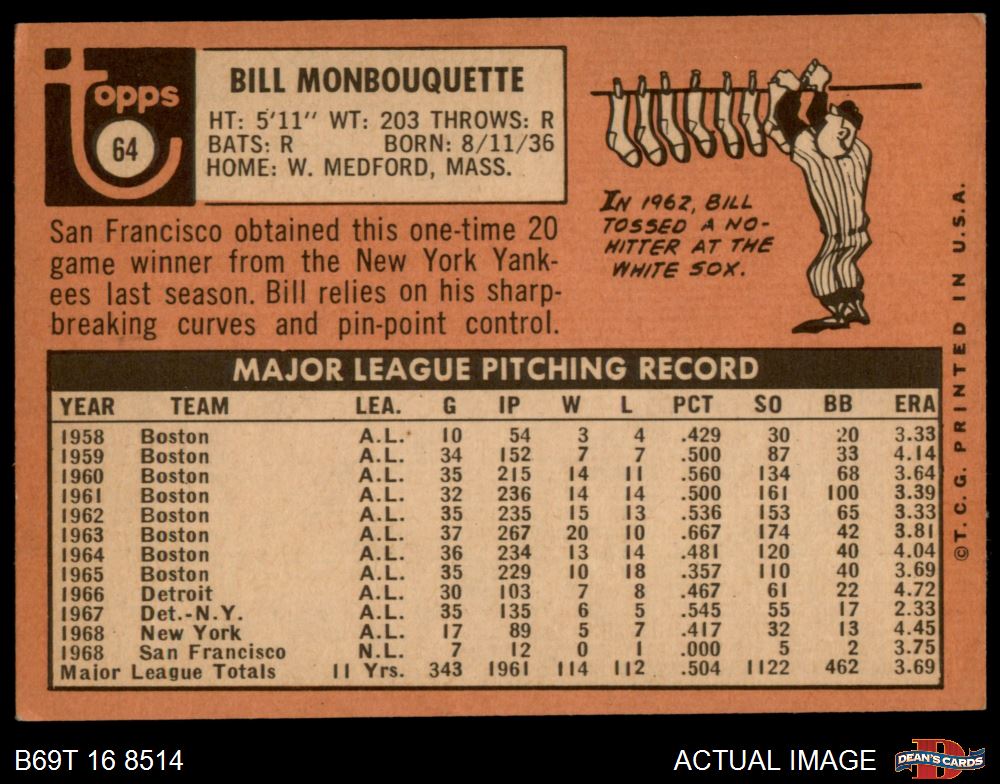 topps
64
BILL MONBOUQUETTE
HT: 5'11" WT: 203 THROWS: R
BATS: R BORN: 8/11/36
HOME: W. MEDFORD, MASS.
San Francisco obtained this one-time 20
game winner from the New York Yank-
ees last season. Bill relies on his sharp-
breaking curves and pin-point control.
IN 1962, BILL
TOSSED A NO-
HITTER AT THE
WHITE SOX.
MAJOR LEAGUE PITCHING RECORD
YEAR TEAM LEA. G IP W L PCT SO BB ERA
1958 Boston A.L. 10 54 3 4 .429 30 20 3.33
1959 Boston A.L. 34 152 7 7 .500 87 33 4.14
1960 Boston A.L. 35 215 14 11 .560 134 68 3.64
1961 Boston A.L. 32 236 14 14 .500 161 100 3.39
1962 Boston A.L. 35 235 15 13 .536 153 65 3.33
1963 Boston A.L. 37 267 20 10 .667 174 42 3.81
1964 Boston A.L. 36 234 13 14 .481 120 40 4.04
1965 Boston A.L. 35 229 10 18 .357 110 40 3.69
1966 Detroit A.L. 30 103 7 8 .467 61 22 4.72
1967 Det.-N.Y. A.L. 35 135 6 5 .545 55 17 2.33
1968 New York A.L. 17 89 5 7 .417 32 13 4.45
1968 San Francisco N.L. 7 12 0 1 .000 5 2 3.75
Major League Totals 11 Yrs. 343 1961 114 112 .504 1122 462 3.69
© T. C. G. PRINTED IN U.S.A.
B69T 16 8514
ACTUAL IMAGE
DEAN'S CARDS